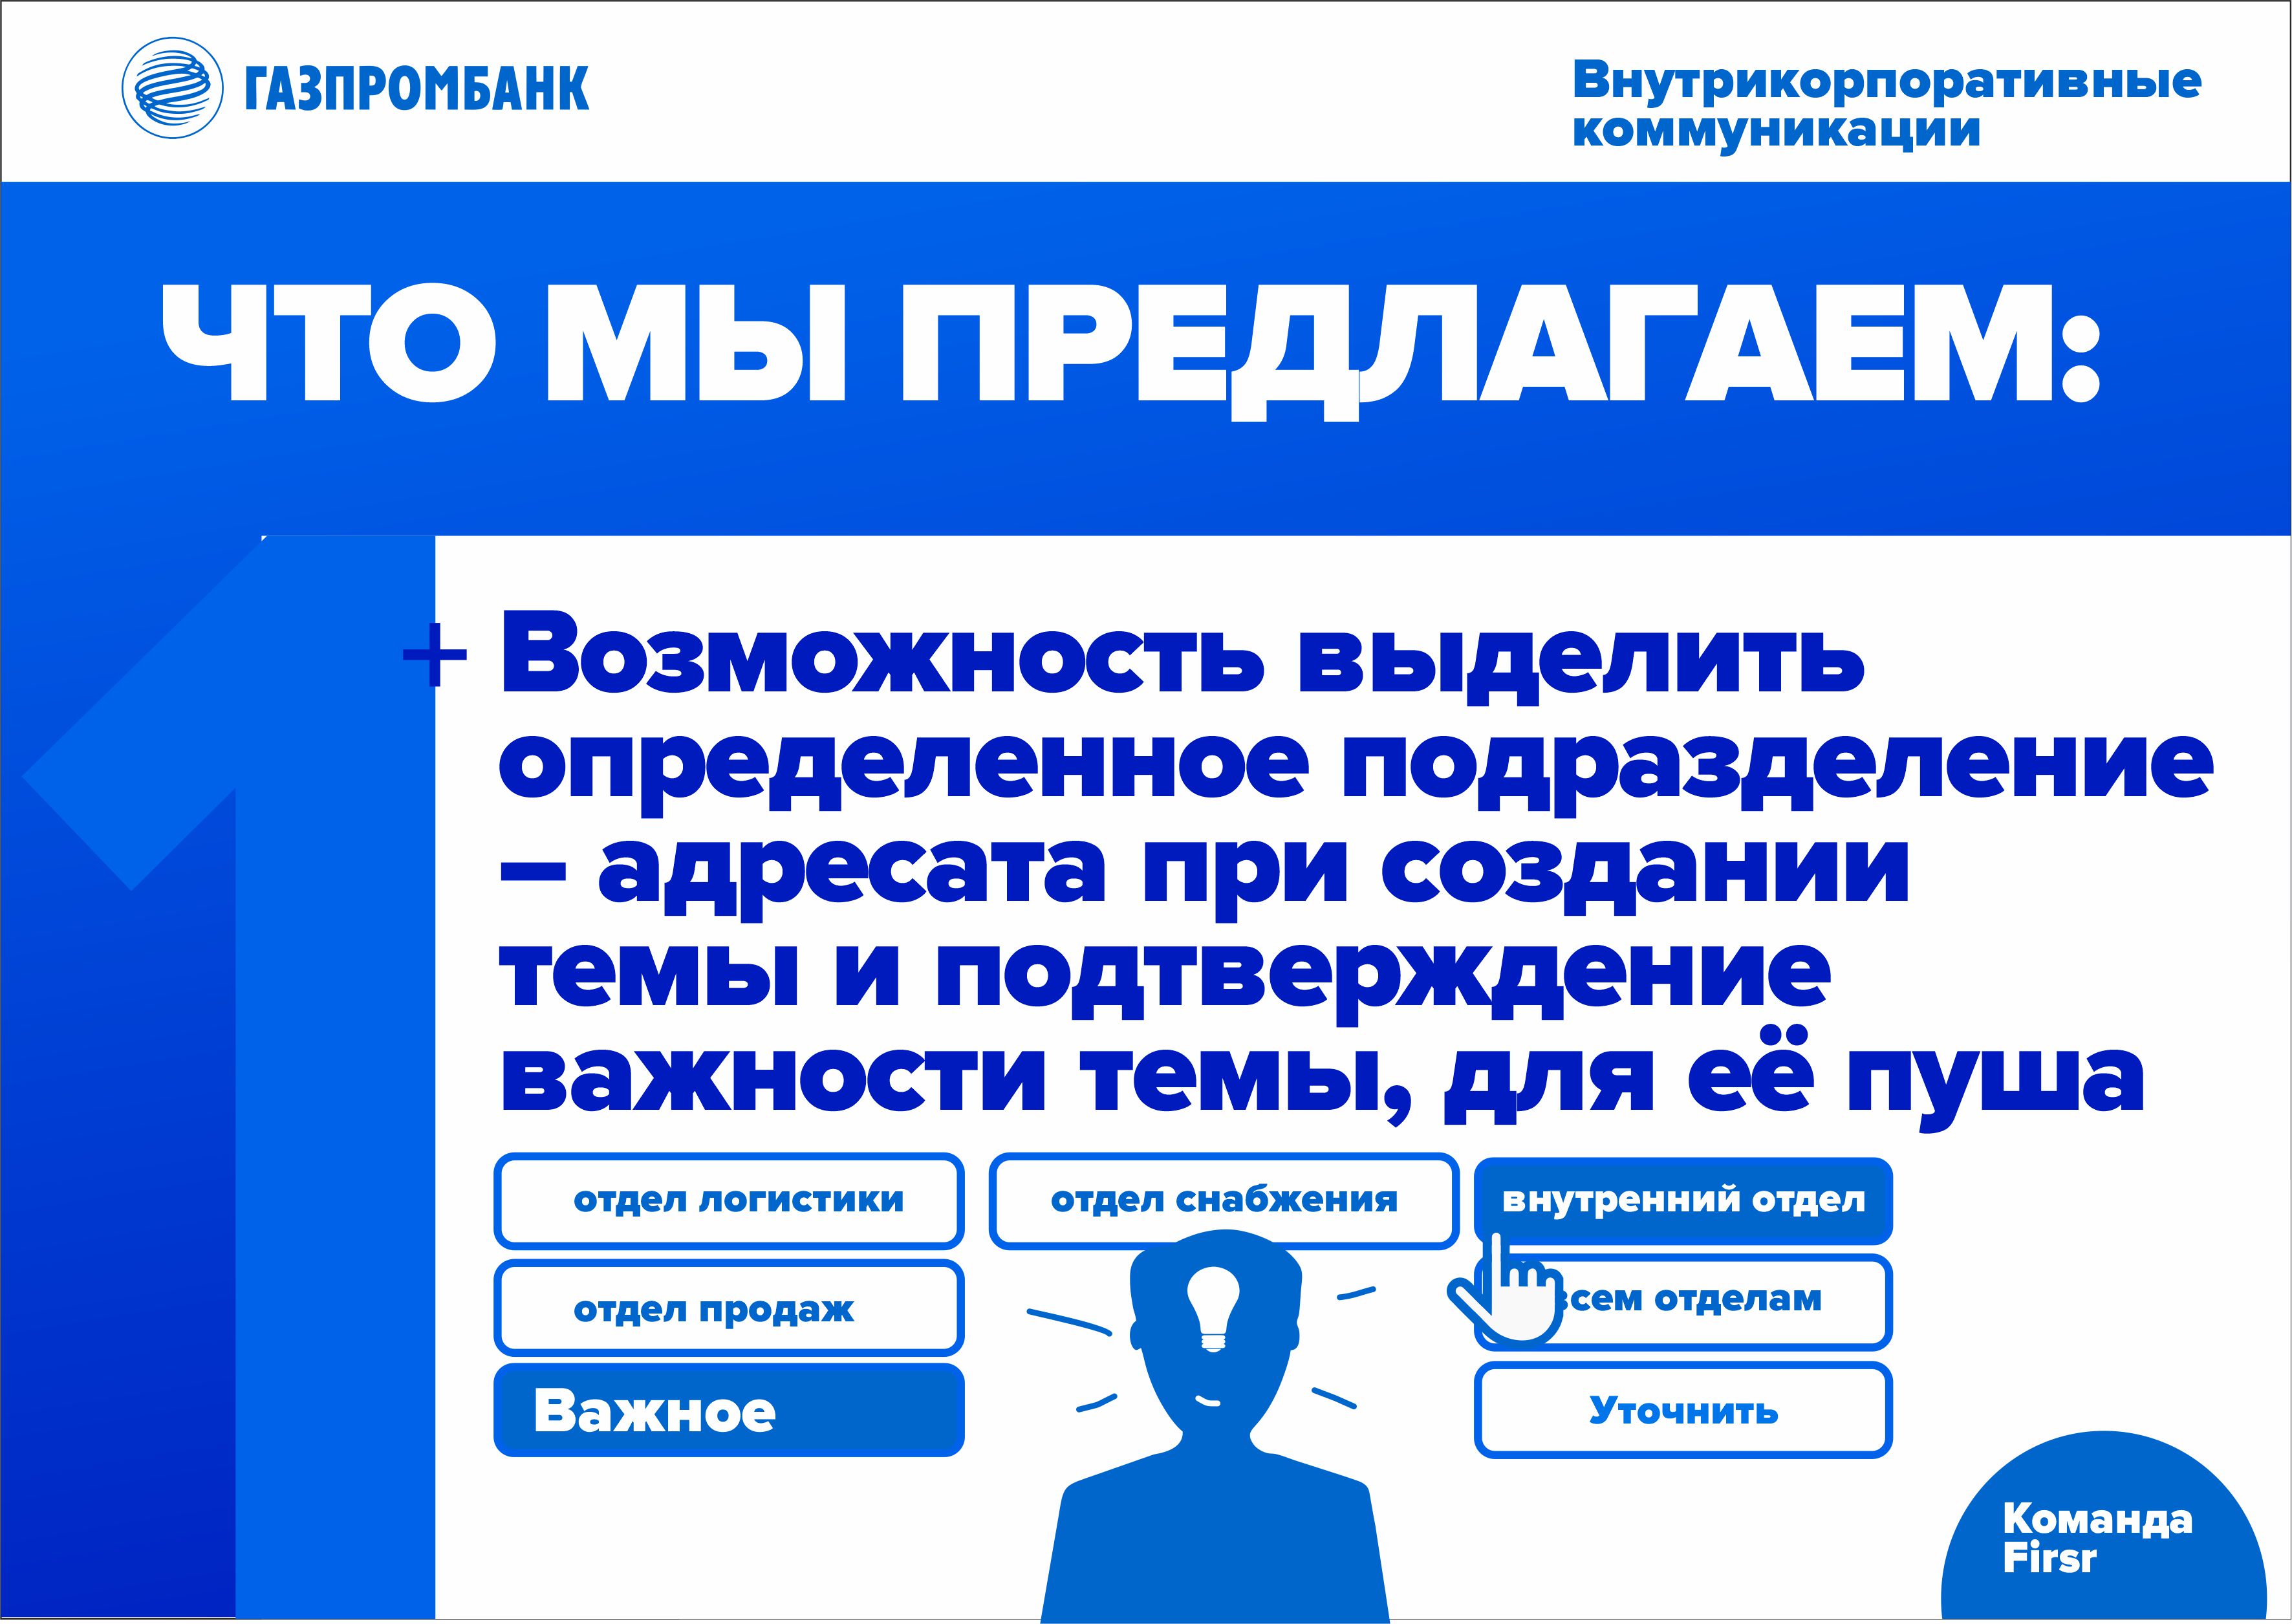 ГАЗПРОМБАНК
Внутрикорпоративные
коммуникации
ЧТО МЫ ПРЕДЛАГАЕМ:
1
+ Возможность выделить
определенное подразделение
– адресата при создании
темы и подтверждение
важности темы, для её пуша
отдел логистики
отдел снабжения
внутренний отдел
отдел продаж
всем отделам
Важное
Уточнить
Команда
Firsr